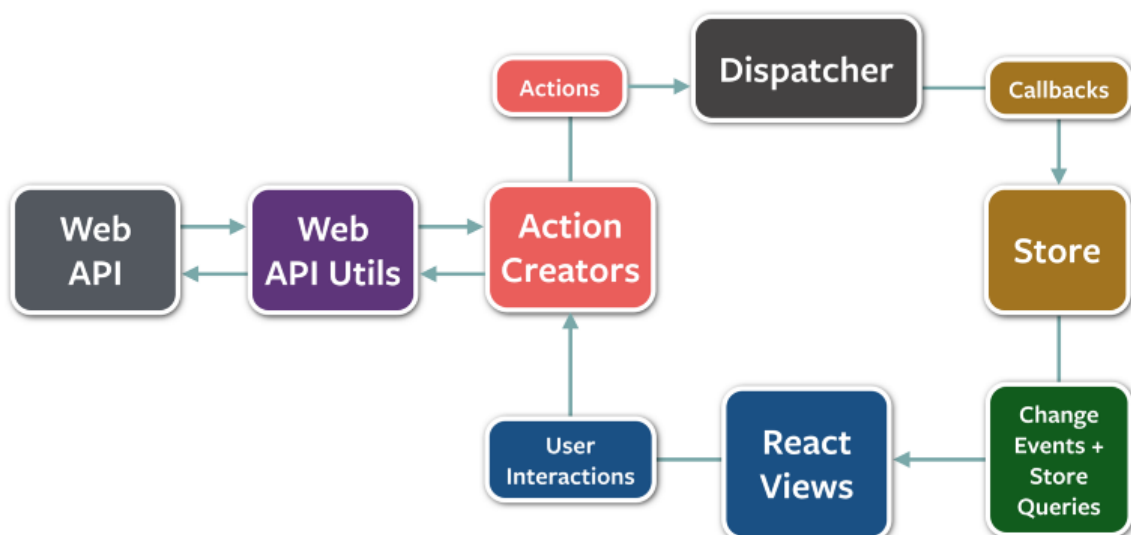 Actions
Dispatcher
Callbacks
Web
API
Web
API Utils
Action
Creators
Store
User
Interactions
React
Views
Change
Events +
Store
Queries